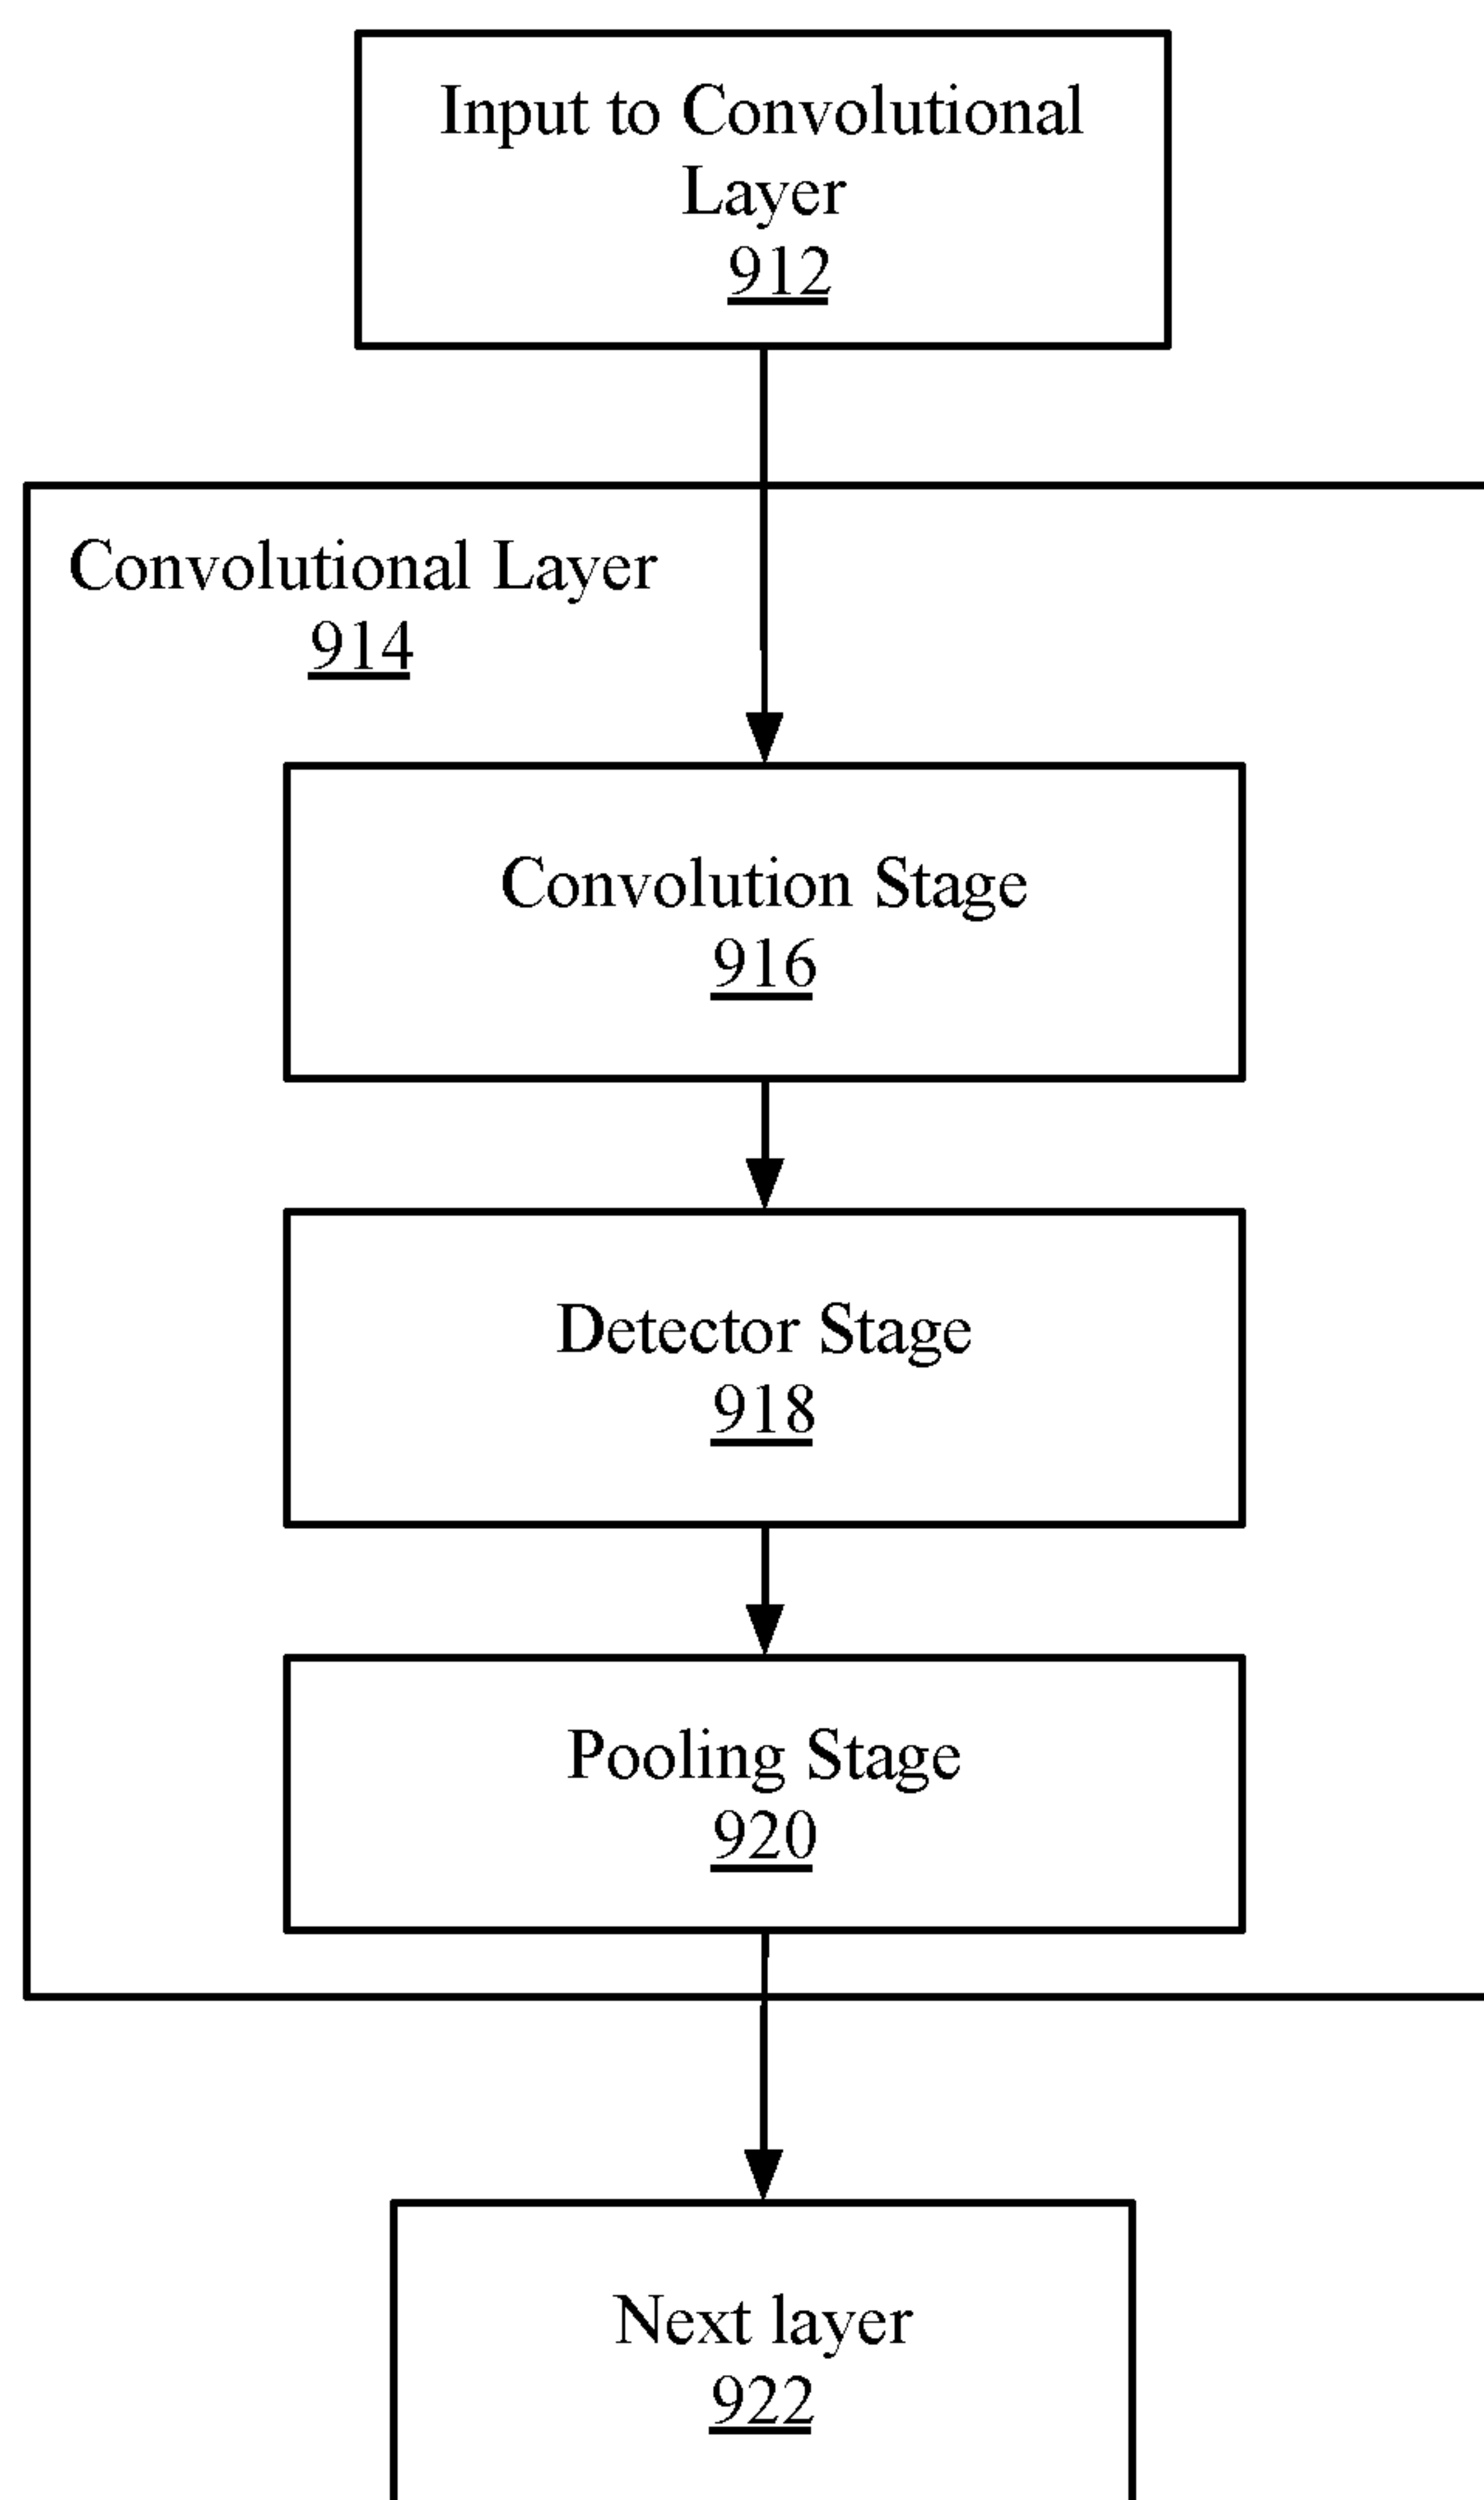 Input to Convolutional
Layer
912
Convolutional Layer
914
Convolution Stage
916
Detector Stage
918
Pooling Stage
920
Next layer
922